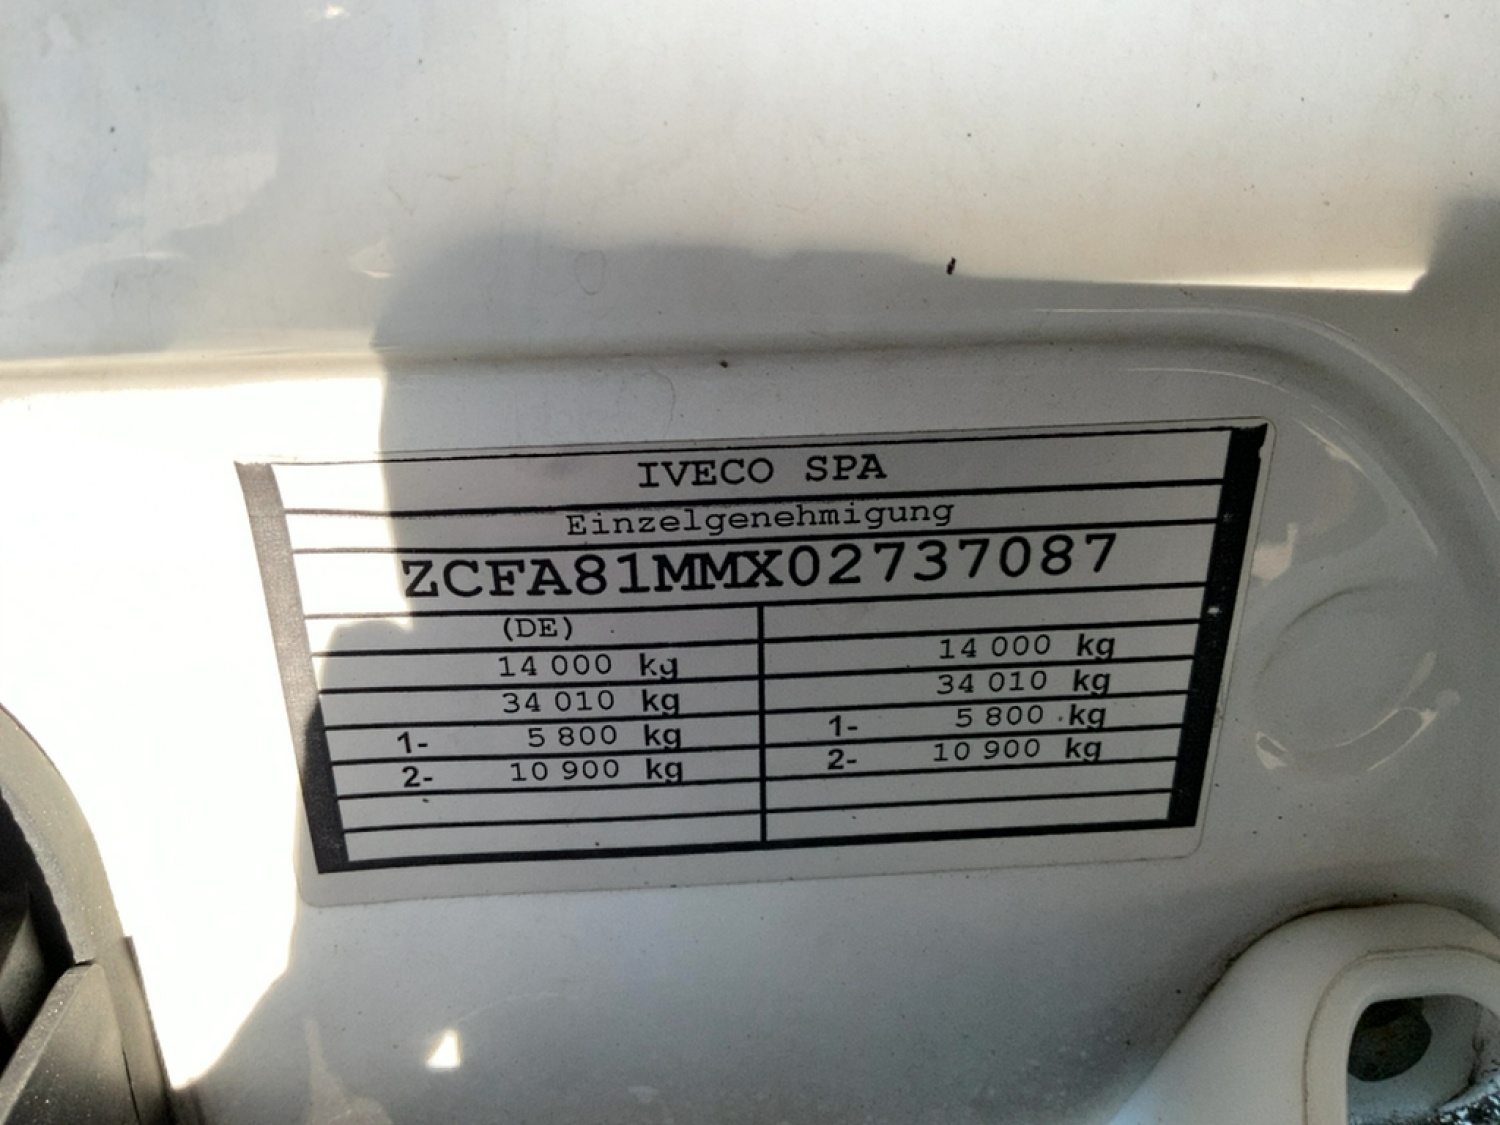 IVECO SPA
Einzelgenehmigung
ZCFA81MMX02737087
(DE)
14 000 kg 14 000 kg
34 010 kg 34 010 kg
1- 5 800 kg 1- 5 800 kg
2- 10 900 kg 2- 10 900 kg